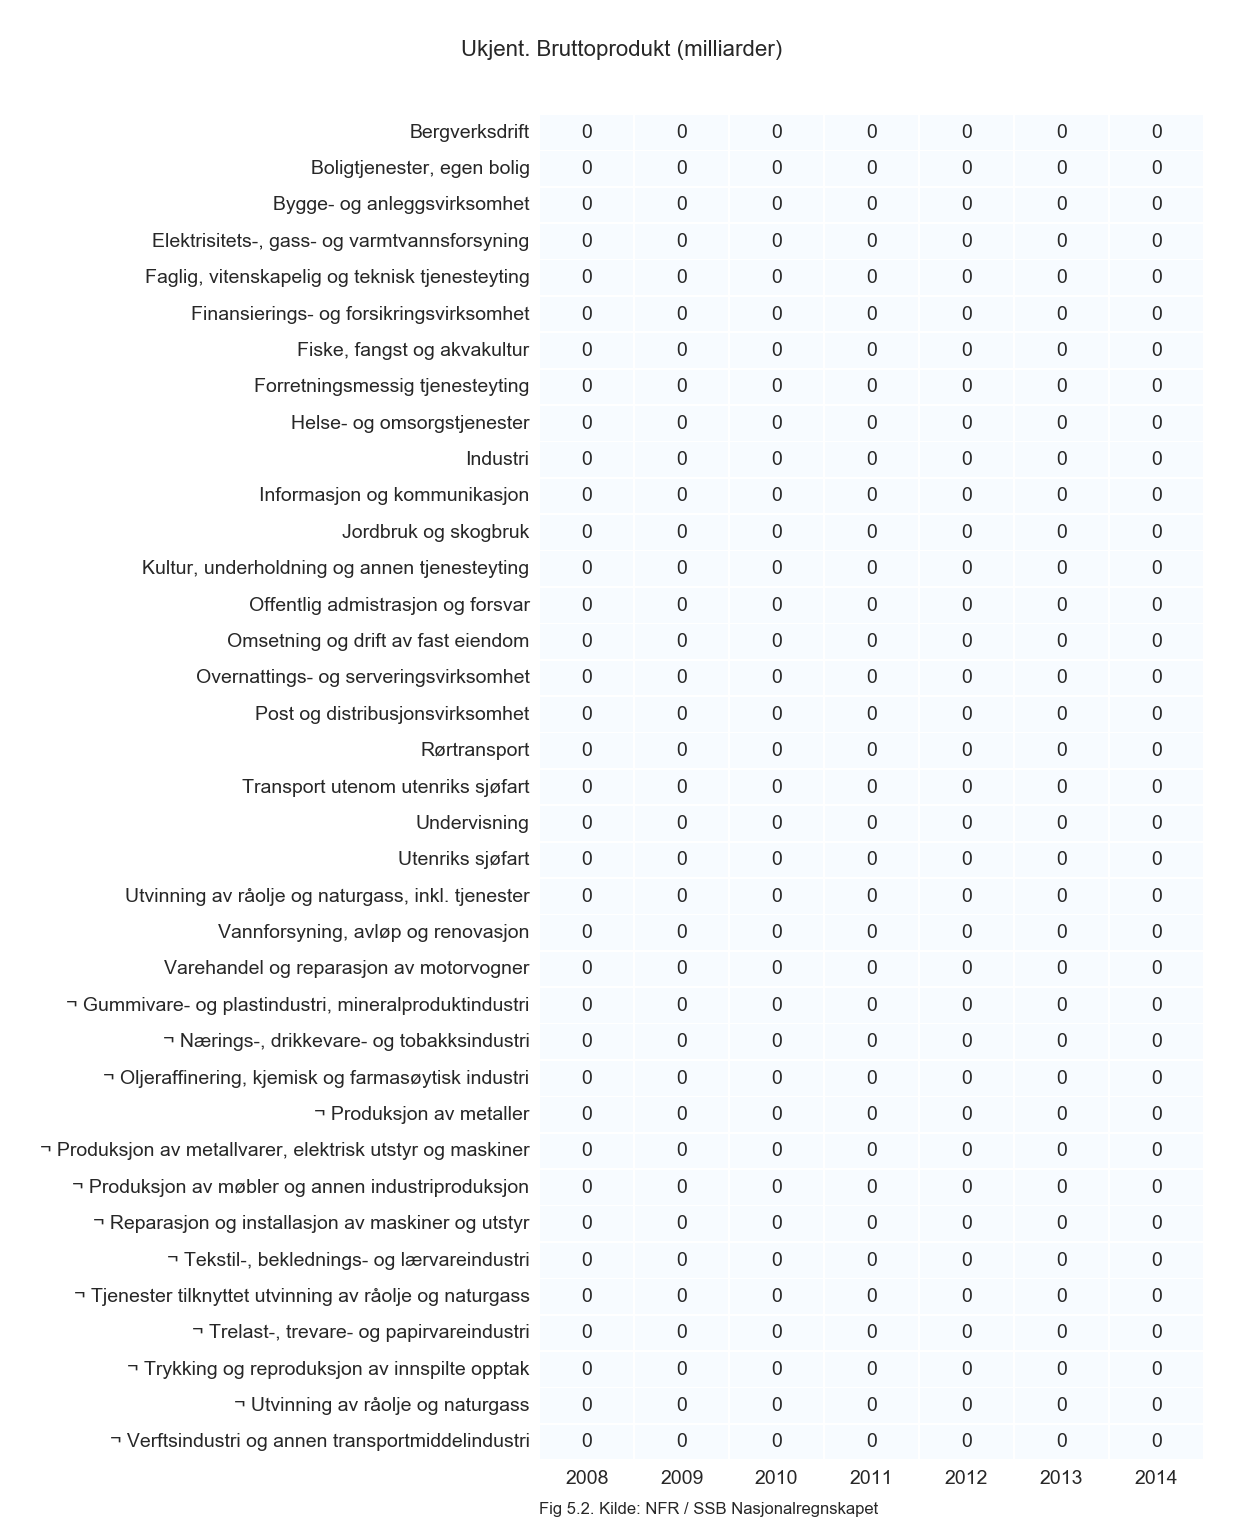 Ukjent. Bruttoprodukt (milliarder)
Bergverksdrift 0 0 0 0 0 0 0
Boligtjenester, egen bolig 0 0 0 0 0 0 0
Bygge- og anleggsvirksomhet 0 0 0 0 0 0 0
Elektrisitets-, gass- og varmtvannsforsyning 0 0 0 0 0 0 0
Faglig, vitenskapelig og teknisk tjenesteyting 0 0 0 0 0 0 0
Finansierings- og forsikringsvirksomhet 0 0 0 0 0 0 0
Fiske, fangst og akvakultur 0 0 0 0 0 0 0
Forretningsmessig tjenesteyting 0 0 0 0 0 0 0
Helse- og omsorgstjenester 0 0 0 0 0 0 0
Industri 0 0 0 0 0 0 0
Informasjon og kommunikasjon 0 0 0 0 0 0 0
Jordbruk og skogbruk 0 0 0 0 0 0 0
Kultur, underholdning og annen tjenesteyting 0 0 0 0 0 0 0
Offentlig admistrasjon og forsvar 0 0 0 0 0 0 0
Omsetning og drift av fast eiendom 0 0 0 0 0 0 0
Overnattings- og serveringsvirksomhet 0 0 0 0 0 0 0
Post og distribusjonsvirksomhet 0 0 0 0 0 0 0
Rørtransport 0 0 0 0 0 0 0
Transport utenom utenriks sjøfart 0 0 0 0 0 0 0
Undervisning 0 0 0 0 0 0 0
Utenriks sjøfart 0 0 0 0 0 0 0
Utvinning av råolje og naturgass, inkl. tjenester 0 0 0 0 0 0 0
Vannforsyning, avløp og renovasjon 0 0 0 0 0 0 0
Varehandel og reparasjon av motorvogner 0 0 0 0 0 0 0
¬ Gummivare- og plastindustri, mineralproduktindustri 0 0 0 0 0 0 0
¬ Nærings-, drikkevare- og tobakksindustri 0 0 0 0 0 0 0
¬ Oljeraffinering, kjemisk og farmasøytisk industri 0 0 0 0 0 0 0
¬ Produksjon av metaller 0 0 0 0 0 0 0
¬ Produksjon av metallvarer, elektrisk utstyr og maskiner 0 0 0 0 0 0 0
¬ Produksjon av møbler og annen industriproduksjon 0 0 0 0 0 0 0
¬ Reparasjon og installasjon av maskiner og utstyr 0 0 0 0 0 0 0
¬ Tekstil-, beklednings- og lærvareindustri 0 0 0 0 0 0 0
¬ Tjenester tilknyttet utvinning av råolje og naturgass 0 0 0 0 0 0 0
¬ Trelast-, trevare- og papirvareindustri 0 0 0 0 0 0 0
¬ Trykking og reproduksjon av innspilte opptak 0 0 0 0 0 0 0
¬ Utvinning av råolje og naturgass 0 0 0 0 0 0 0
¬ Verftsindustri og annen transportmiddelindustri 0 0 0 0 0 0 0
2008 2009 2010 2011 2012 2013 2014
Fig 5.2. Kilde: NFR / SSB Nasjonalregnskapet